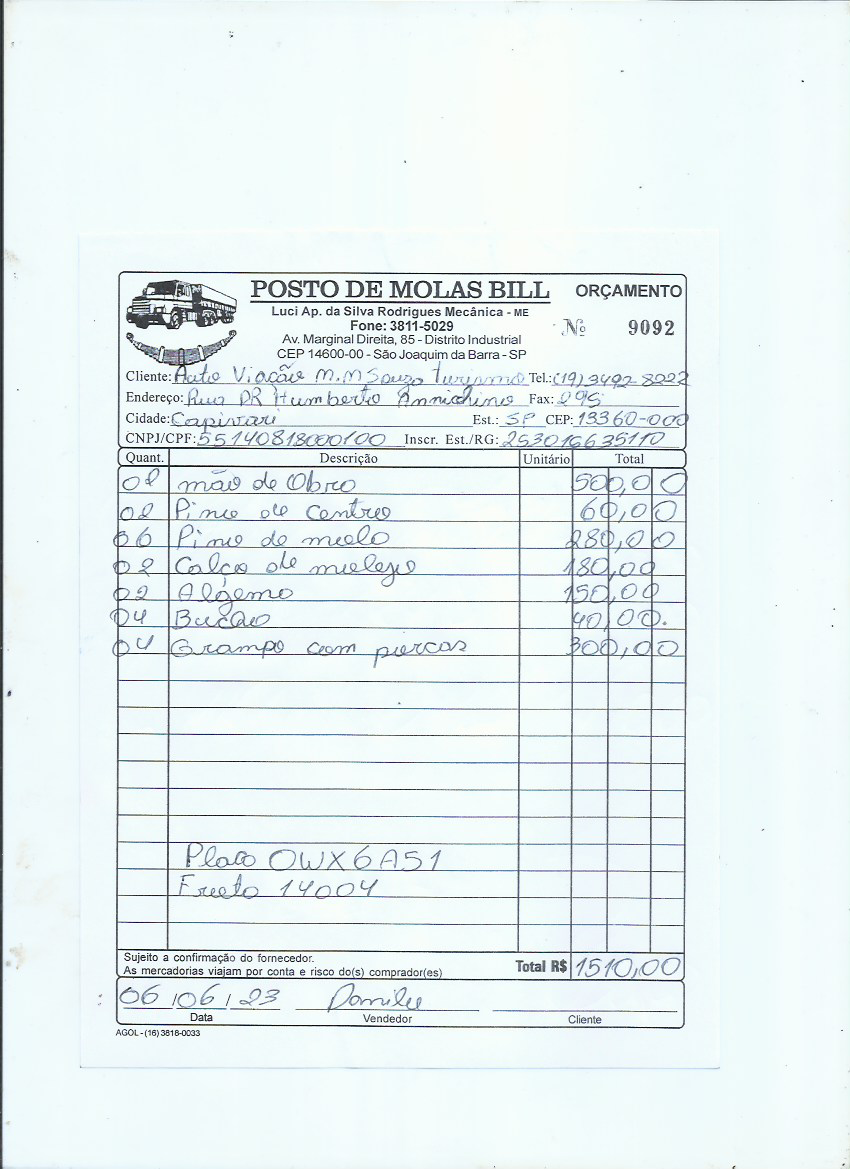 POSTO DE MOLAS BILL ORÇAMENTO
Luci Ap. da Silva Rodrigues Mecânica - ME
Fone: 3811-5029
Nº 9092
Av. Marginal Direita, 85 - Distrito Industrial
CEP 14600-00 - São Joaquim da Barra - SP
Cliente: Auto Viação M.M Souza Turismo Tel.: (19) 3492-8022
Endereço: Rua DR Humberto Annichino Fax: 295
Cidade: Capivari Est.: SP CEP: 13360-000
CNPJ/CPF: 55140818000100 Inscr. Est./RG: 253016635110
Quant. Descrição Unitário Total
02 mão de Obra 500,00
02 Pino de Centro 60,00
06 Pino de mola 280,00
02 Calço de molejo 180,00
02 Algema 150,00
04 Bucha 40,00.
04 Grampo com porcas 300,00
Placa OWX6A51
Frota 14004
Sujeito a confirmação do fornecedor.
As mercadorias viajam por conta e risco do(s) comprador(es) Total R$ 1510,00
06/06/23 Danilo
Data Vendedor Cliente
AGOL - (16) 3818-0033